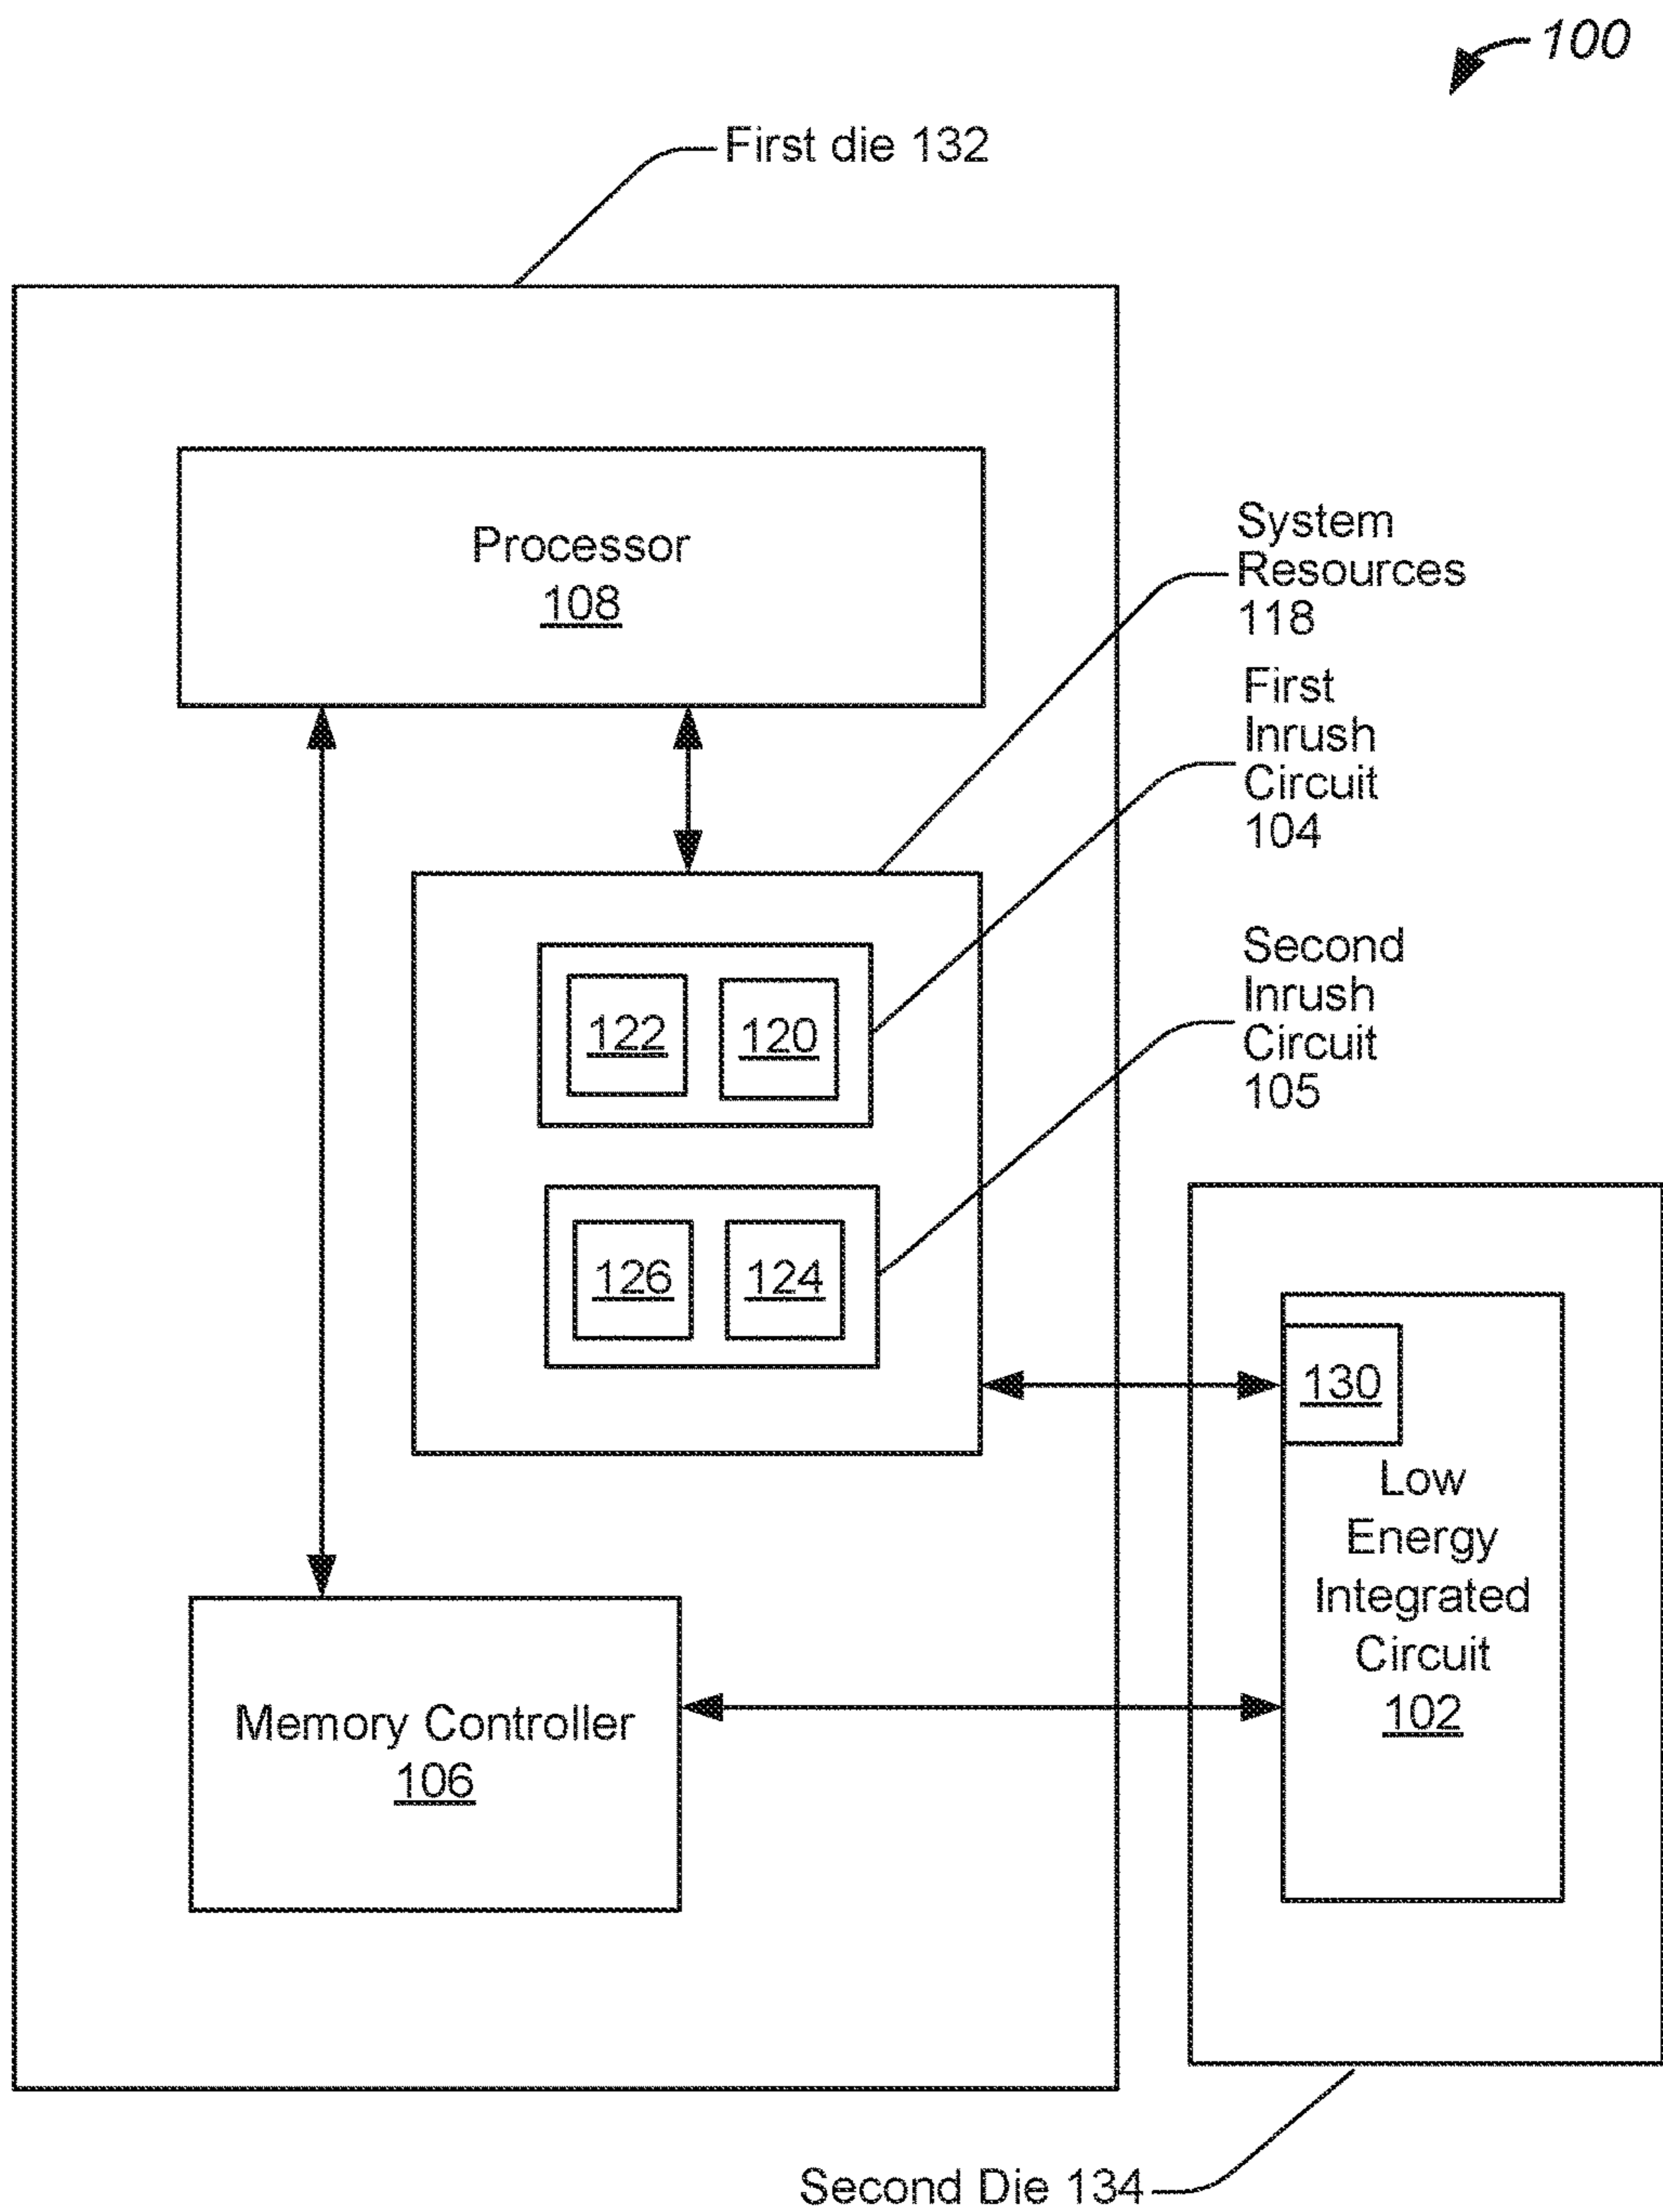 100
First die 132
Processor
108
System
Resources
118
First
Inrush
Circuit
104
122 120
Second
Inrush
Circuit
105
126 124
130
Low
Energy
Integrated
Circuit
102
Memory Controller
106
Second Die 134